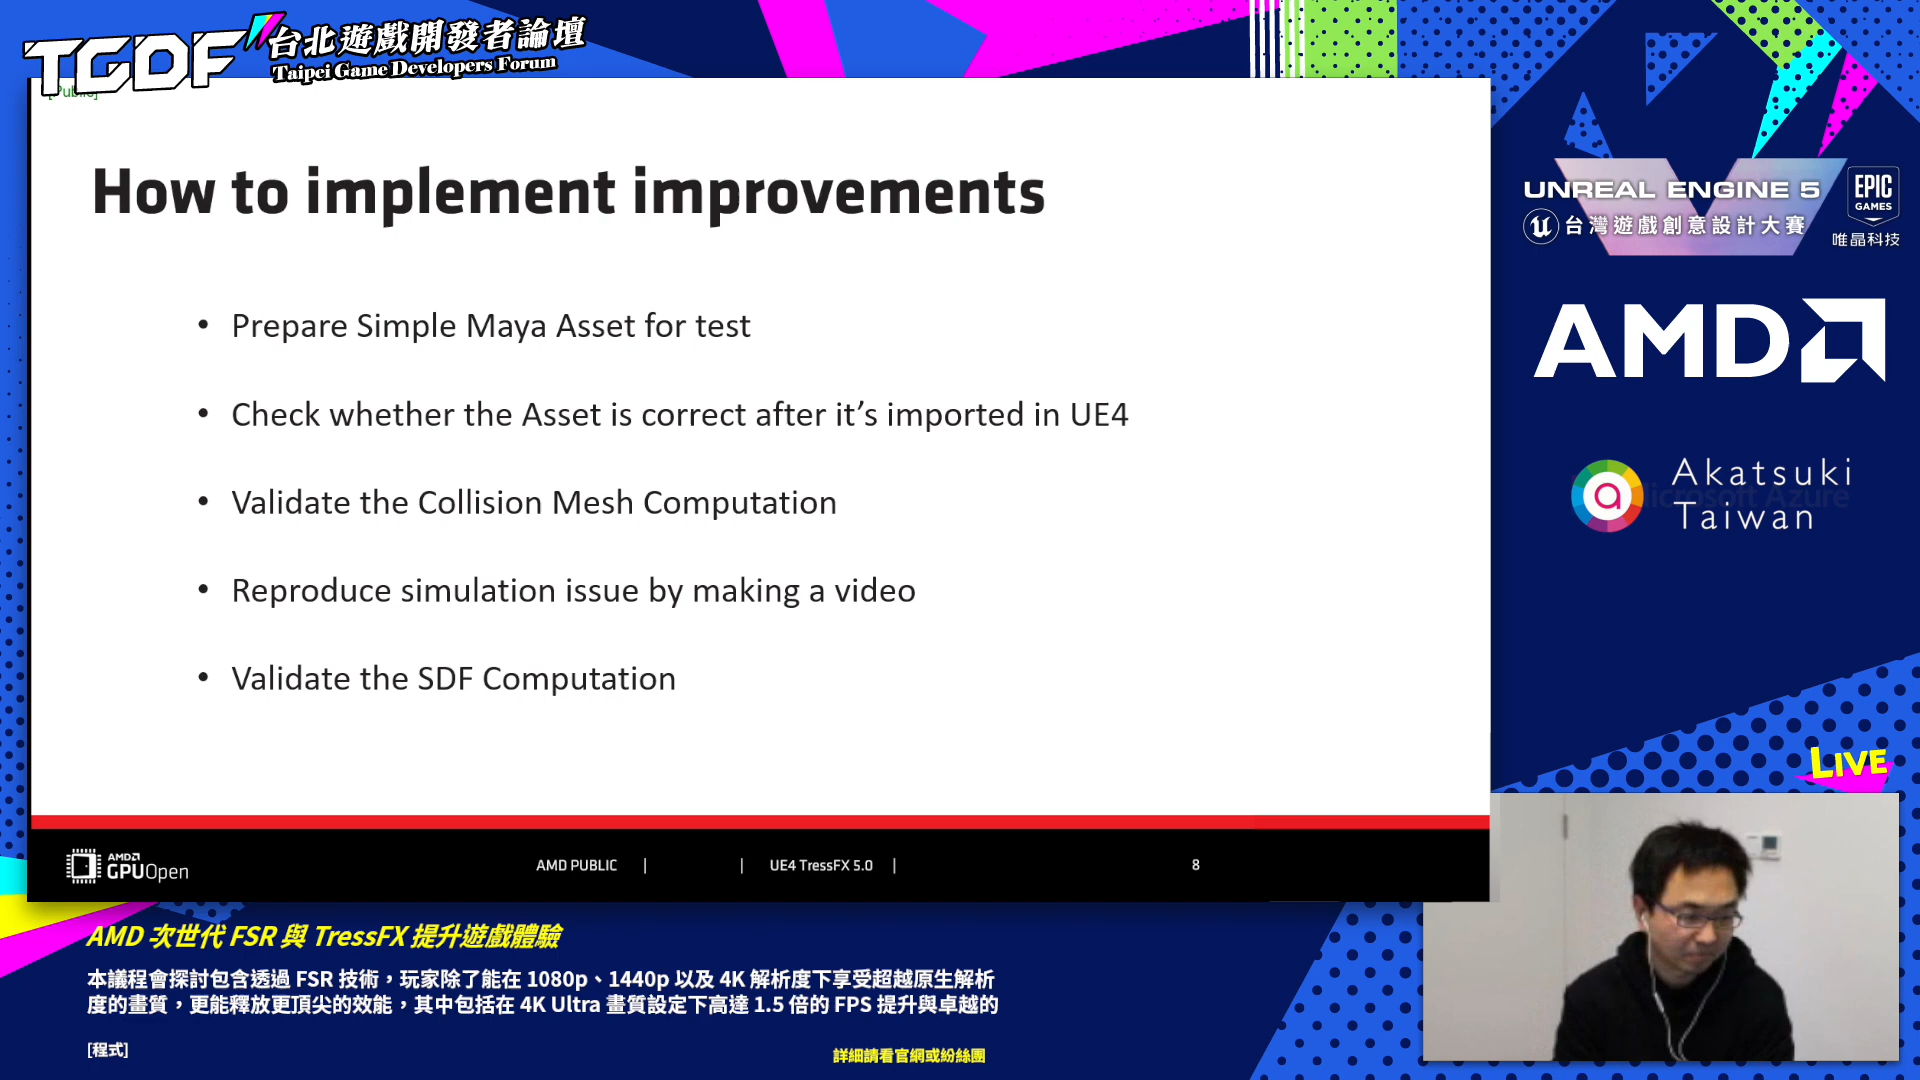 TGDF 台北遊戲開發者論壇
Taipei Game Developers Forum
[Public]
How to implement improvements
• Prepare Simple Maya Asset for test
• Check whether the Asset is correct after it’s imported in UE4
• Validate the Collision Mesh Computation
• Reproduce simulation issue by making a video
• Validate the SDF Computation
AMD
GPUOpen
AMD PUBLIC | | UE4 TressFX 5.0 | 8
UNREAL ENGINE 5
台灣遊戲創意設計大賽
EPIC
GAMES
唯晶科技
AMD
Akatsuki
Taiwan
Microsoft Azure
LIVE
AMD 次世代 FSR 與 TressFX 提升遊戲體驗
本議程會探討包含透過 FSR 技術，玩家除了能在 1080p、1440p 以及 4K 解析度下享受超越原生解析
度的畫質，更能釋放更頂尖的效能，其中包括在 4K Ultra 畫質設定下高達 1.5 倍的 FPS 提升與卓越的
[程式]
詳細請看官網或紛絲團